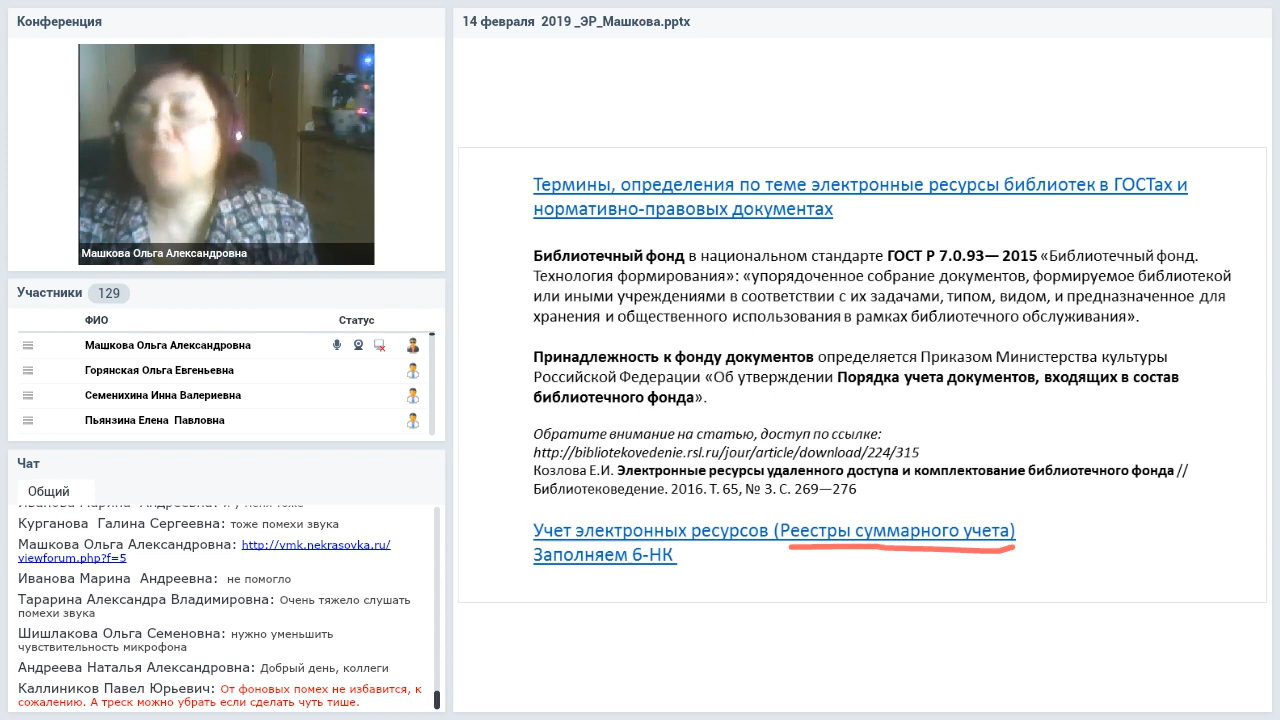 Конференция
Машкова Ольга Александровна
Участники 129
ФИО Статус
Машкова Ольга Александровна
Горянская Ольга Евгеньевна
Семенихина Инна Валериевна
Пьянзина Елена Павловна
Чат
Общий
Курганова Галина Сергеевна: тоже помехи звука
Машкова Ольга Александровна: http://vmk.nekrasovka.ru/
viewforum.php?f=5
Иванова Марина Андреевна: не помогло
Тарарина Александра Владимировна: Очень тяжело слушать
помехи звука
Шишлакова Ольга Семеновна: нужно уменьшить
чувствительность микрофона
Андреева Наталья Александровна: Добрый день, коллеги
Каллиников Павел Юрьевич: От фоновых помех не избавится, к
сожалению. А треск можно убрать если сделать чуть тише.
14 февраля 2019 _ЭР_Машкова.pptx
Термины, определения по теме электронные ресурсы библиотек в ГОСТах и
нормативно-правовых документах
Библиотечный фонд в национальном стандарте ГОСТ Р 7.0.93— 2015 «Библиотечный фонд.
Технология формирования»: «упорядоченное собрание документов, формируемое библиотекой
или иными учреждениями в соответствии с их задачами, типом, видом, и предназначенное для
хранения и общественного использования в рамках библиотечного обслуживания».
Принадлежность к фонду документов определяется Приказом Министерства культуры
Российской Федерации «Об утверждении Порядка учета документов, входящих в состав
библиотечного фонда».
Обратите внимание на статью, доступ по ссылке:
http://bibliotekovedenie.rsl.ru/jour/article/download/224/315
Козлова Е.И. Электронные ресурсы удаленного доступа и комплектование библиотечного фонда //
Библиотековедение. 2016. Т. 65, № 3. С. 269—276
Учет электронных ресурсов (Реестры суммарного учета)
Заполняем 6-НК